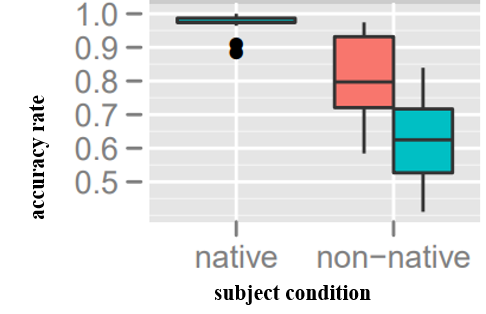 1.0
0.9
0.8
0.7
0.6
0.5
accuracy rate
native non−native
subject condition